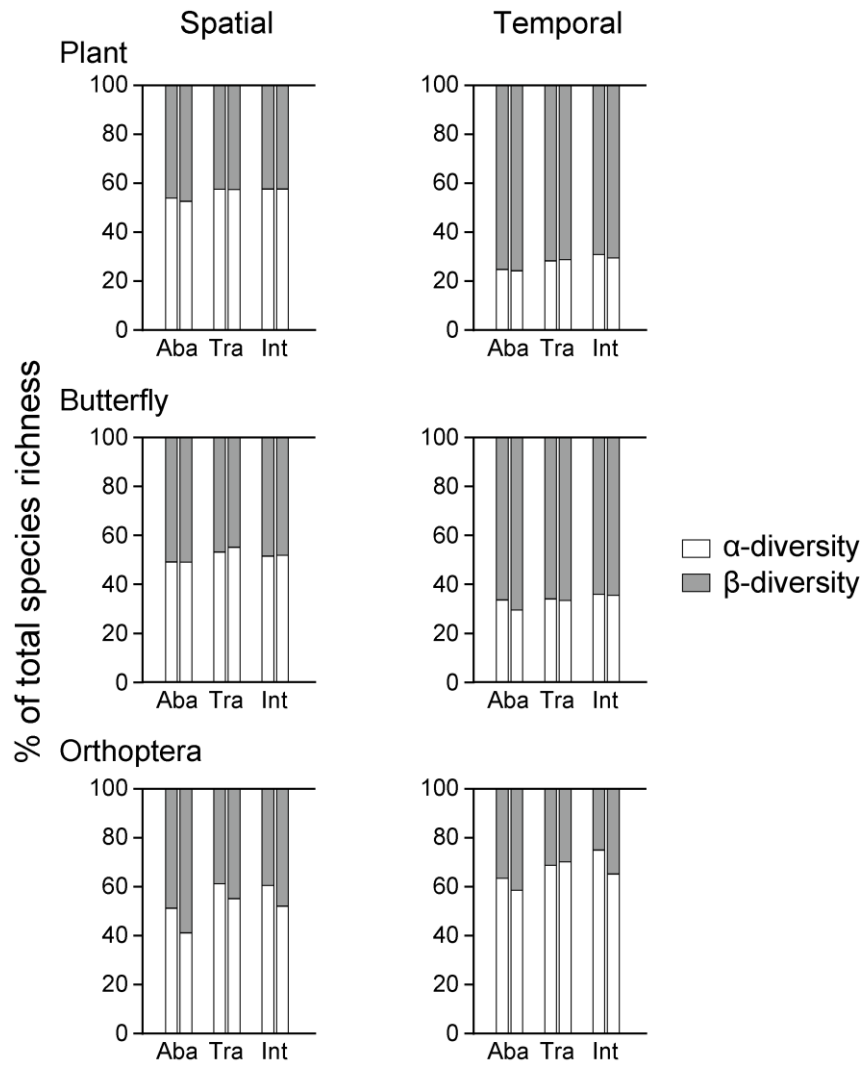 Spatial
Temporal
Plant
100
80
60
40
20
0
Aba Tra Int
100
80
60
40
20
0
Aba Tra Int
% of total species richness
Butterfly
100
80
60
40
20
0
Aba Tra Int
100
80
60
40
20
0
Aba Tra Int
α-diversity
β-diversity
Orthoptera
100
80
60
40
20
0
Aba Tra Int
100
80
60
40
20
0
Aba Tra Int